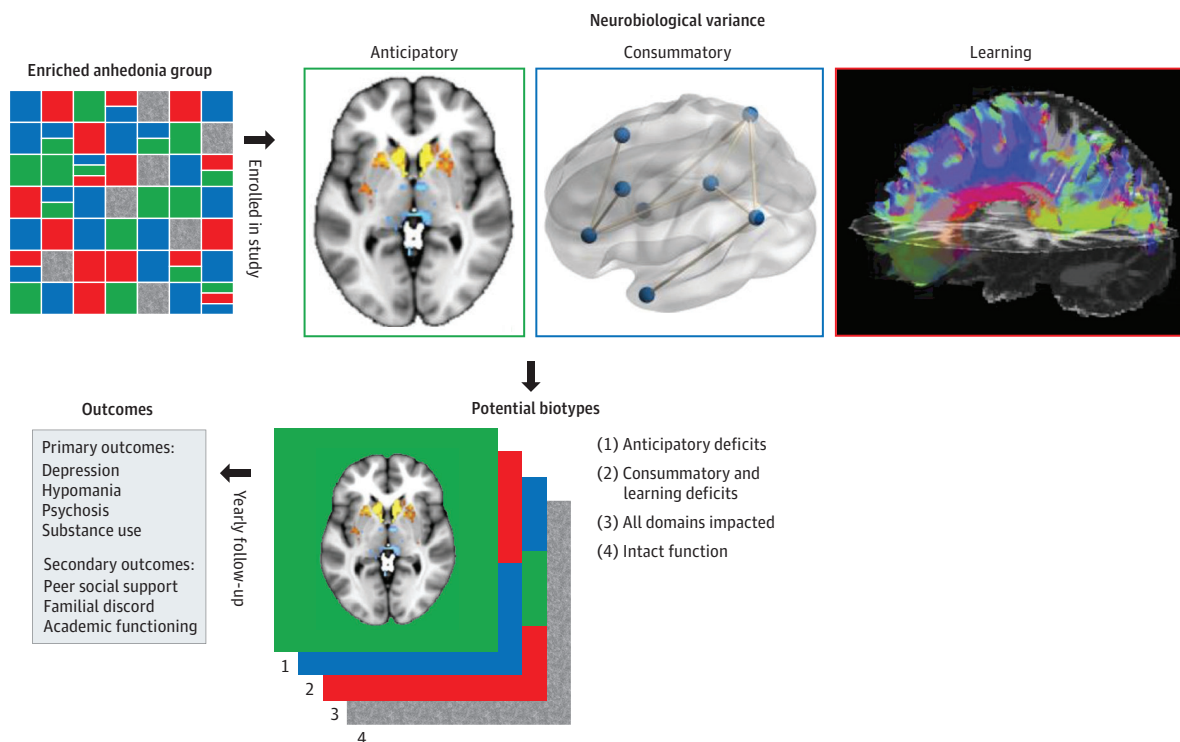 Neurobiological variance
Enriched anhedonia group
Anticipatory
Consummatory
Learning
Enrolled in study
Outcomes
Primary outcomes:
Depression
Hypomania
Psychosis
Substance use
Secondary outcomes:
Peer social support
Familial discord
Academic functioning
Yearly follow-up
Potential biotypes
1
2
3
4
(1) Anticipatory deficits
(2) Consummatory and
learning deficits
(3) All domains impacted
(4) Intact function